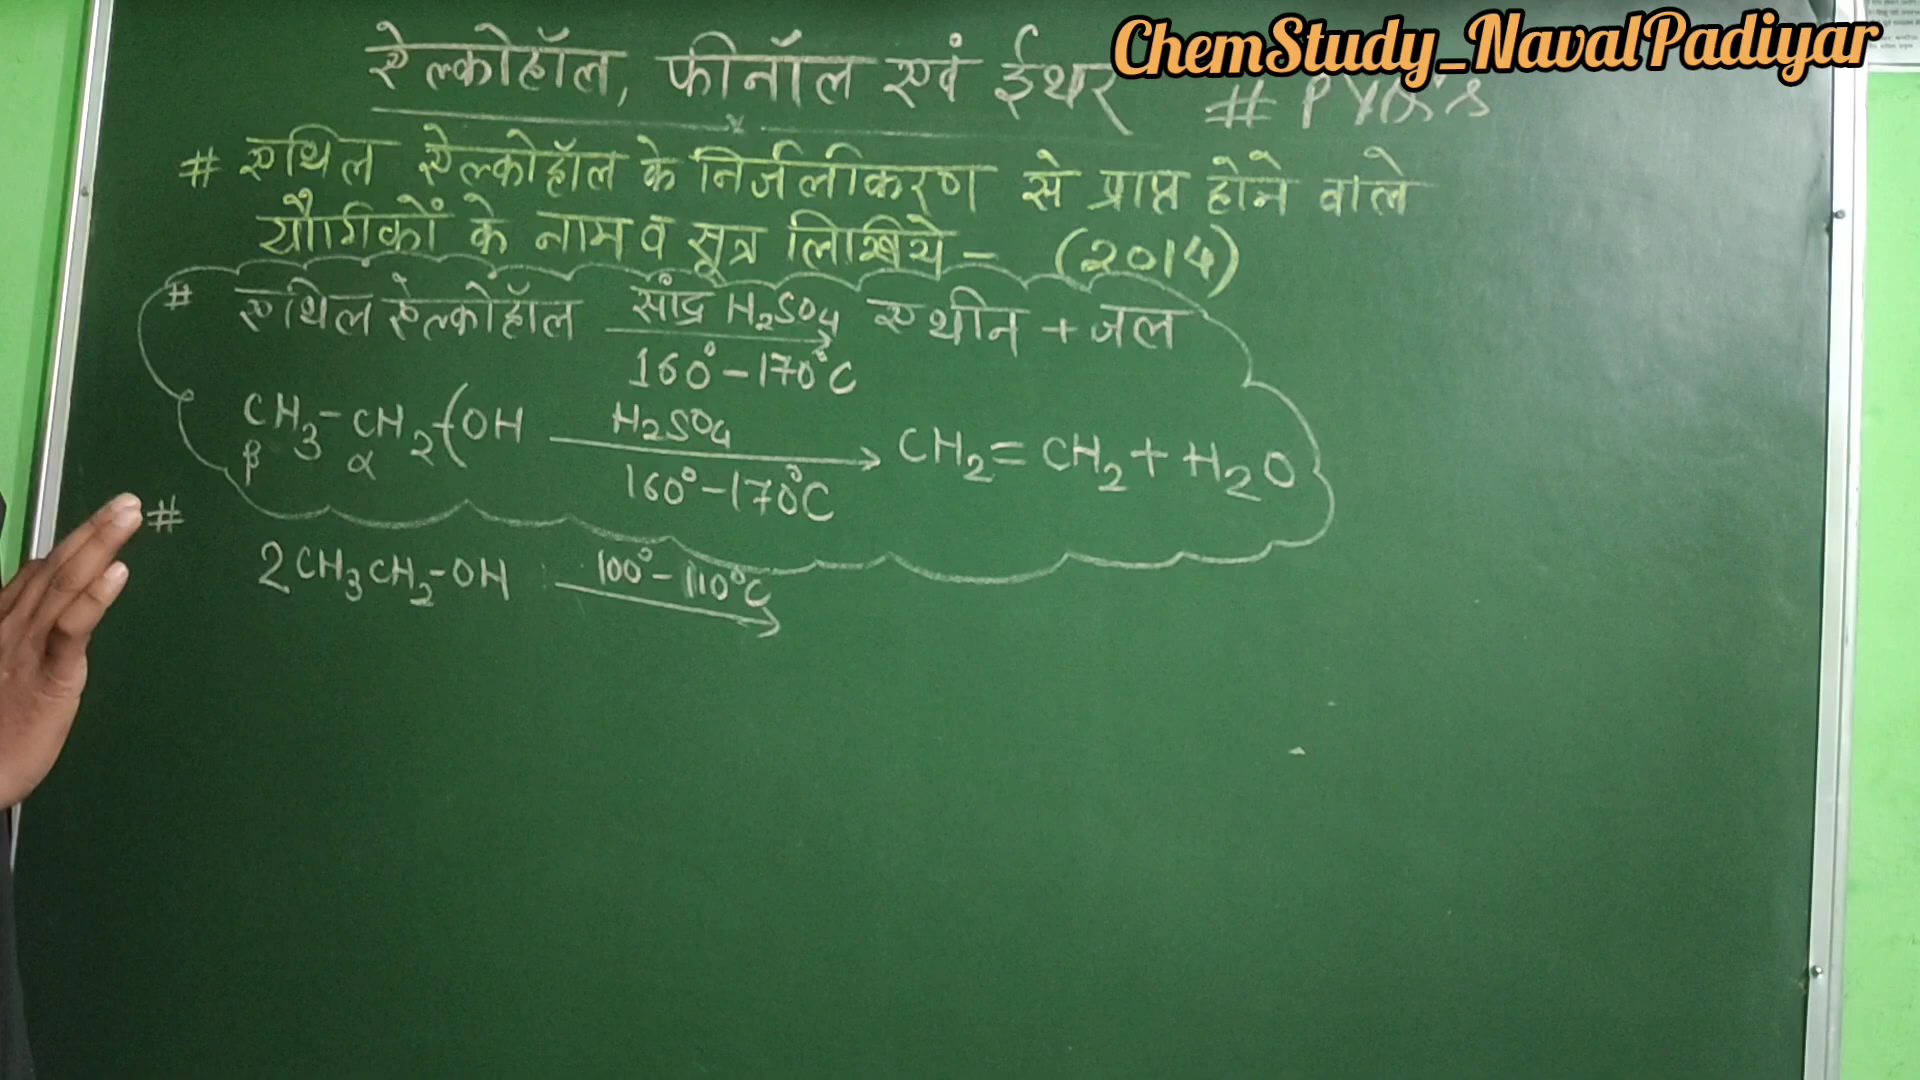 ChemStudy_NavalPadiyar
ऐल्कोहॉल, फीनॉल एवं ईथर # PYQ's
# एथिल ऐल्कोहॉल के निर्जलीकरण से प्राप्त होने वाले
यौगिकों के नाम व सूत्र लिखिये - (2014)
# एथिल ऐल्कोहॉल सांद्र H₂SO₄ एथीन + जल
160° - 170°C
CH₃ - CH₂ (OH H₂SO₄ → CH₂ = CH₂ + H₂O
β α 160° - 170°C
#
2CH₃CH₂-OH 100° - 110°C →